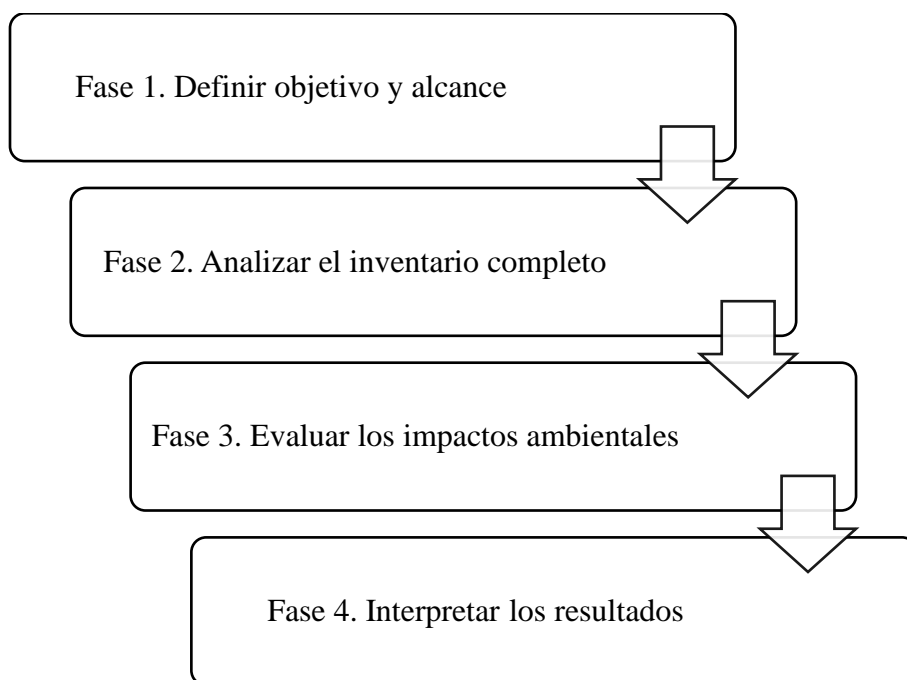 Fase 1. Definir objetivo y alcance
Fase 2. Analizar el inventario completo
Fase 3. Evaluar los impactos ambientales
Fase 4. Interpretar los resultados